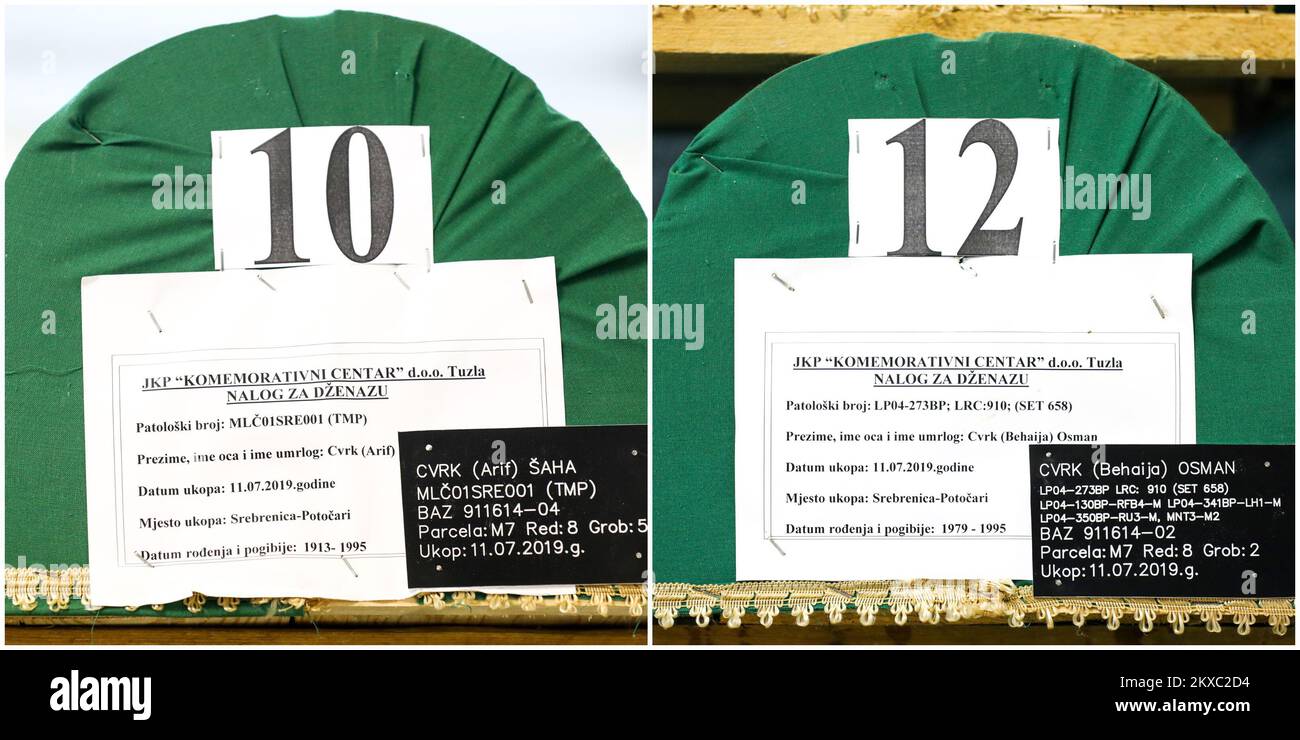 10
JKP “KOMEMORATIVNI CENTAR” d.o.o. Tuzla
NALOG ZA DŽENAZU
Patološki broj: MLČ01SRE001 (TMP)
Prezime, ime oca i ime umrlog: Cvrk (Arif)
Datum ukopa: 11.07.2019.godine
Mjesto ukopa: Srebrenica-Potočari
Datum rođenja i pogibije: 1913- 1995
CVRK (Arif) ŠAHA
MLČ01SRE001 (TMP)
BAZ 911614-04
Parcela: M7 Red: 8 Grob: 5
Ukop: 11.07.2019.g.
12
JKP “KOMEMORATIVNI CENTAR” d.o.o. Tuzla
NALOG ZA DŽENAZU
Patološki broj: LP04-273BP; LRC:910; (SET 658)
Prezime, ime oca i ime umrlog: Cvrk (Behaija) Osman
Datum ukopa: 11.07.2019.godine
Mjesto ukopa: Srebrenica-Potočari
Datum rođenja i pogibije: 1979 - 1995
CVRK (Behaija) OSMAN
LP04-273BP LRC: 910 (SET 658)
LP04-130BP-RFB4-M LP04-341BP-LH1-M
LP04-350BP-RU3-M, MNT3-M2
BAZ 911614-02
Parcela: M7 Red: 8 Grob: 2
Ukop: 11.07.2019.g.
alamy
alamy
a
a
a
a
a
a
alamy
Image ID: 2KXC2D4
www.alamy.com